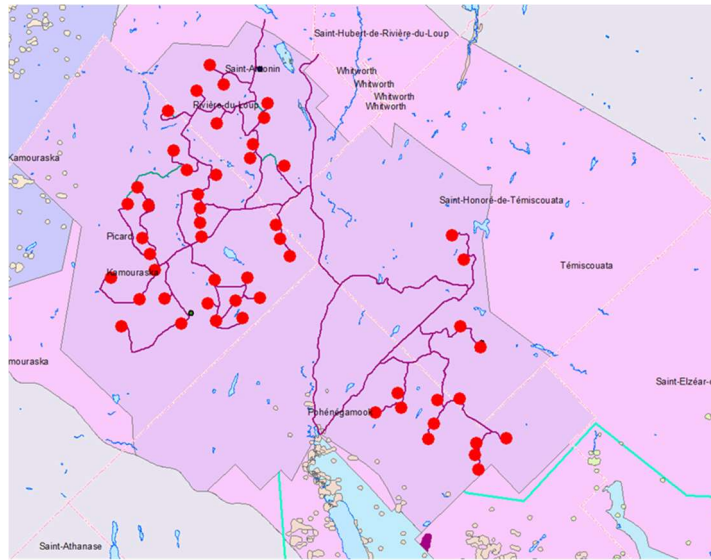 Saint-Hubert-de-Rivière-du-Loup
Saint-Antonin
Whitworth
Whitworth
Whitworth
Rivière-du-Loup
Kamouraska
Saint-Honoré-de-Témiscouata
Picard
Témiscouata
Kamouraska
mouraska
Saint-Elzéar-
Pohénégamook
Saint-Athanase